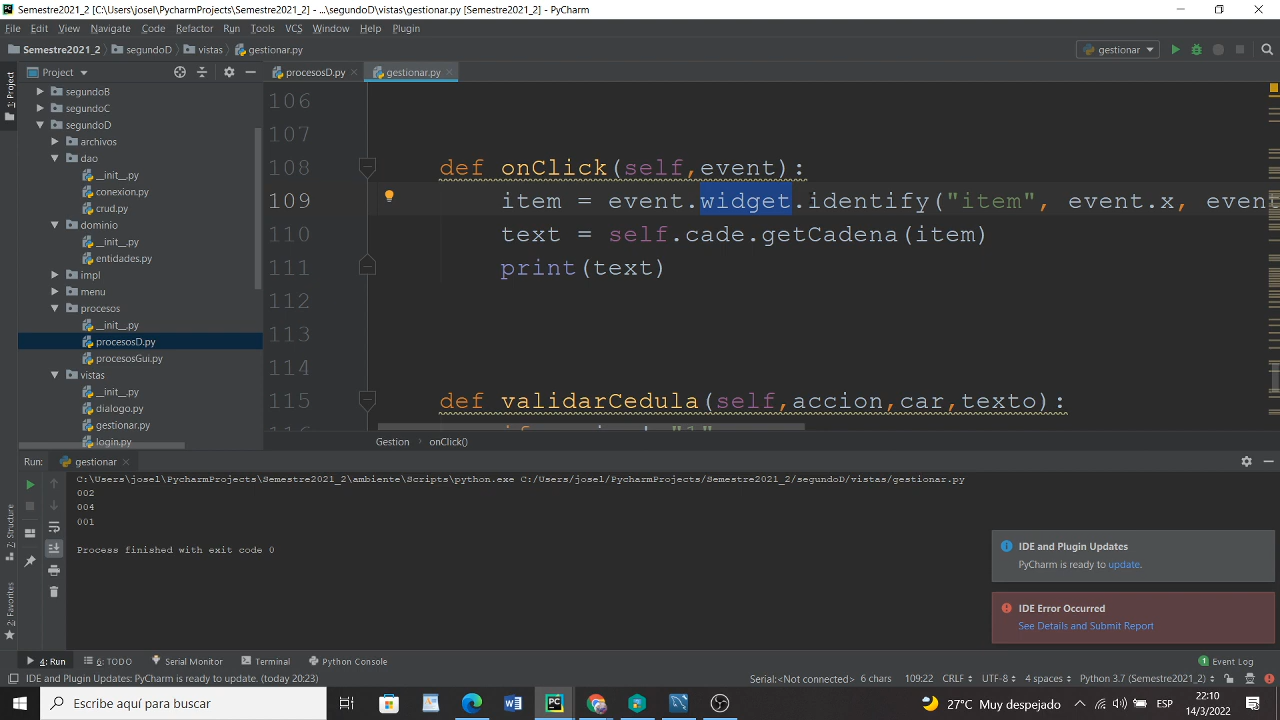 Semestre2021_2 [C:\Users\josel\PycharmProjects\Semestre2021_2] - ...\segundoD\vistas\gestionar.py [Semestre2021_2] - PyCharm
File Edit View Navigate Code Refactor Run Tools VCS Window Help Plugin
Semestre2021_2 segundoD vistas gestionar.py gestionar
1: Project
Project
procesosD.py gestionar.py
segundoB
segundoC
segundoD
archivos
dao
__init__.py
conexion.py
crud.py
dominio
__init__.py
entidades.py
impl
menu
procesos
__init__.py
procesosD.py
procesosGui.py
vistas
__init__.py
dialogo.py
gestionar.py
login.py
106
107
108 def onClick(self,event):
109 item = event.widget.identify("item", event.x, event
110 text = self.cade.getCadena(item)
111 print(text)
112
113
114
115 def validarCedula(self,accion,car,texto):
Gestion onClick()
Run: gestionar
C:\Users\josel\PycharmProjects\Semestre2021_2\ambiente\Scripts\python.exe C:/Users/josel/PycharmProjects/Semestre2021_2/segundoD/vistas/gestionar.py
002
004
001
Process finished with exit code 0
7: Structure
2: Favorites
IDE and Plugin Updates
PyCharm is ready to update.
IDE Error Occurred
See Details and Submit Report
4: Run 6: TODO Serial Monitor Terminal Python Console 1 Event Log
IDE and Plugin Updates: PyCharm is ready to update. (today 20:23) Serial:<Not connected> 6 chars 109:22 CRLF UTF-8 4 spaces Python 3.7 (Semestre2021_2)
Escribe aquí para buscar 27°C Muy despejado ESP 22:10
14/3/2022